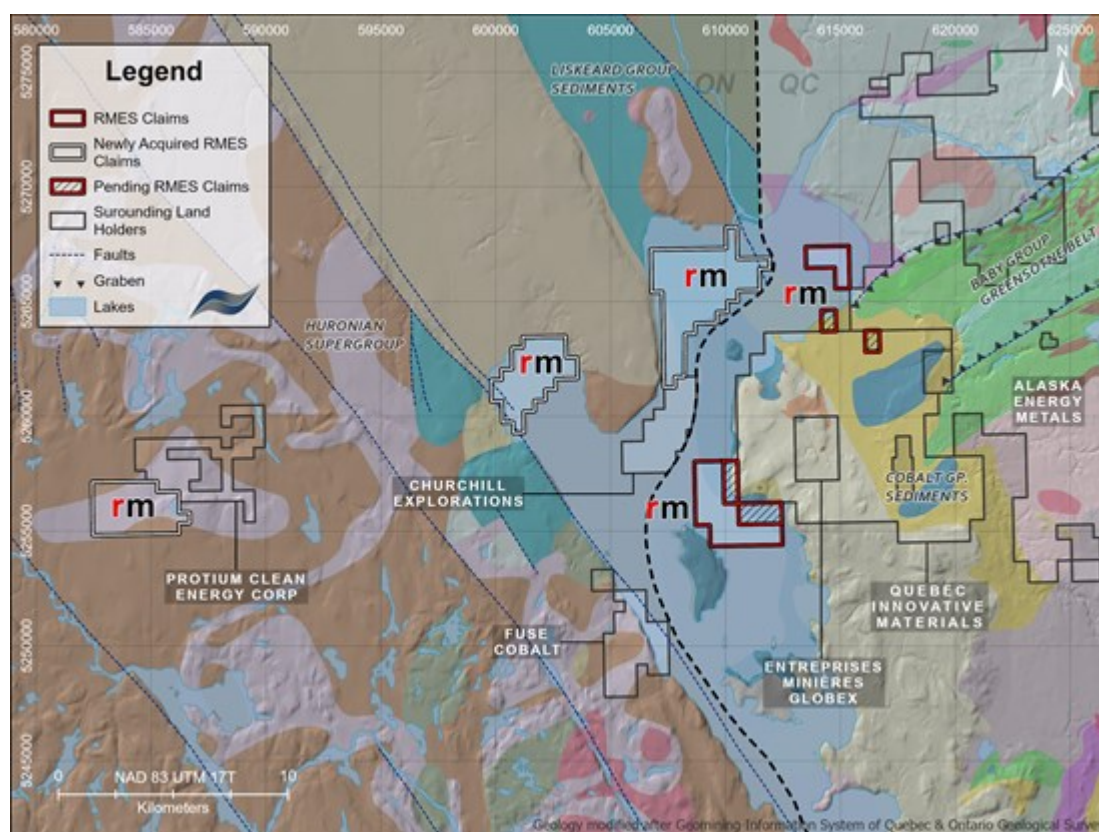 580000 585000 590000 595000 600000 605000 610000 615000 620000 625000
5275000
5270000
5265000
5260000
5255000
5250000
5245000
Legend
RMES Claims
Newly Acquired RMES
Claims
Pending RMES Claims
Surounding Land
Holders
Faults
Graben
Lakes
LISKEARD GROUP
SEDIMENTS
ON QC
N
HURONIAN
SUPERGROUP
BABY GROUP
GREENSOFNE BELT
rm
rm
rm
rm
rm
ALASKA
ENERGY
METALS
CHURCHILL
EXPLORATIONS
COBALT GP.
SEDIMENTS
PROTIUM CLEAN
ENERGY CORP
QUEBEC
INNOVATIVE
MATERIALS
FUSE
COBALT
ENTREPRISES
MINIÈRES
GLOBEX
0 NAD 83 UTM 17T 10
Kilometers
Geology modified after Geomining Information System of Quebec & Ontario Geological Surve